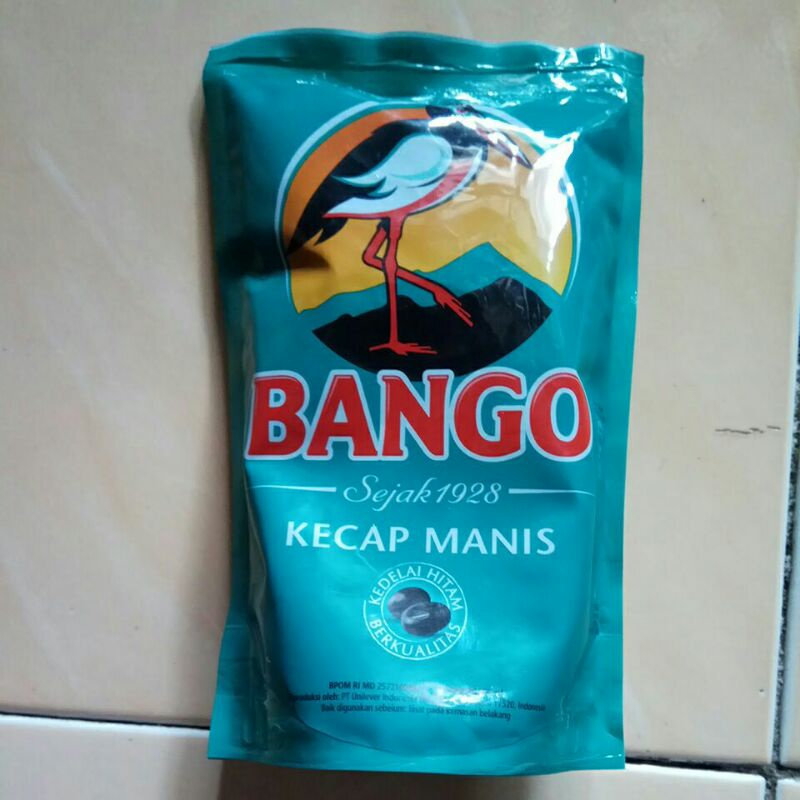 BANGO
Sejak 1928
KECAP MANIS
KEDELAI HITAM
BERKUALITAS
BPOM RI MD
oleh: PT Unilever Indonesia 17520, Indonesia
Baik digunakan sebelum: lihat pada kemasan belakang